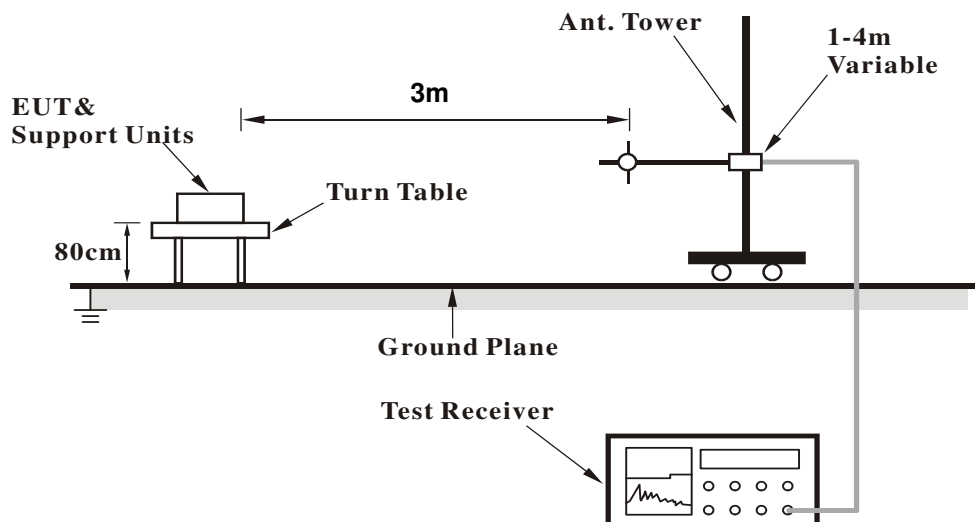 Ant. Tower
1-4m
Variable
3m
EUT&
Support Units
Turn Table
80cm
Ground Plane
Test Receiver